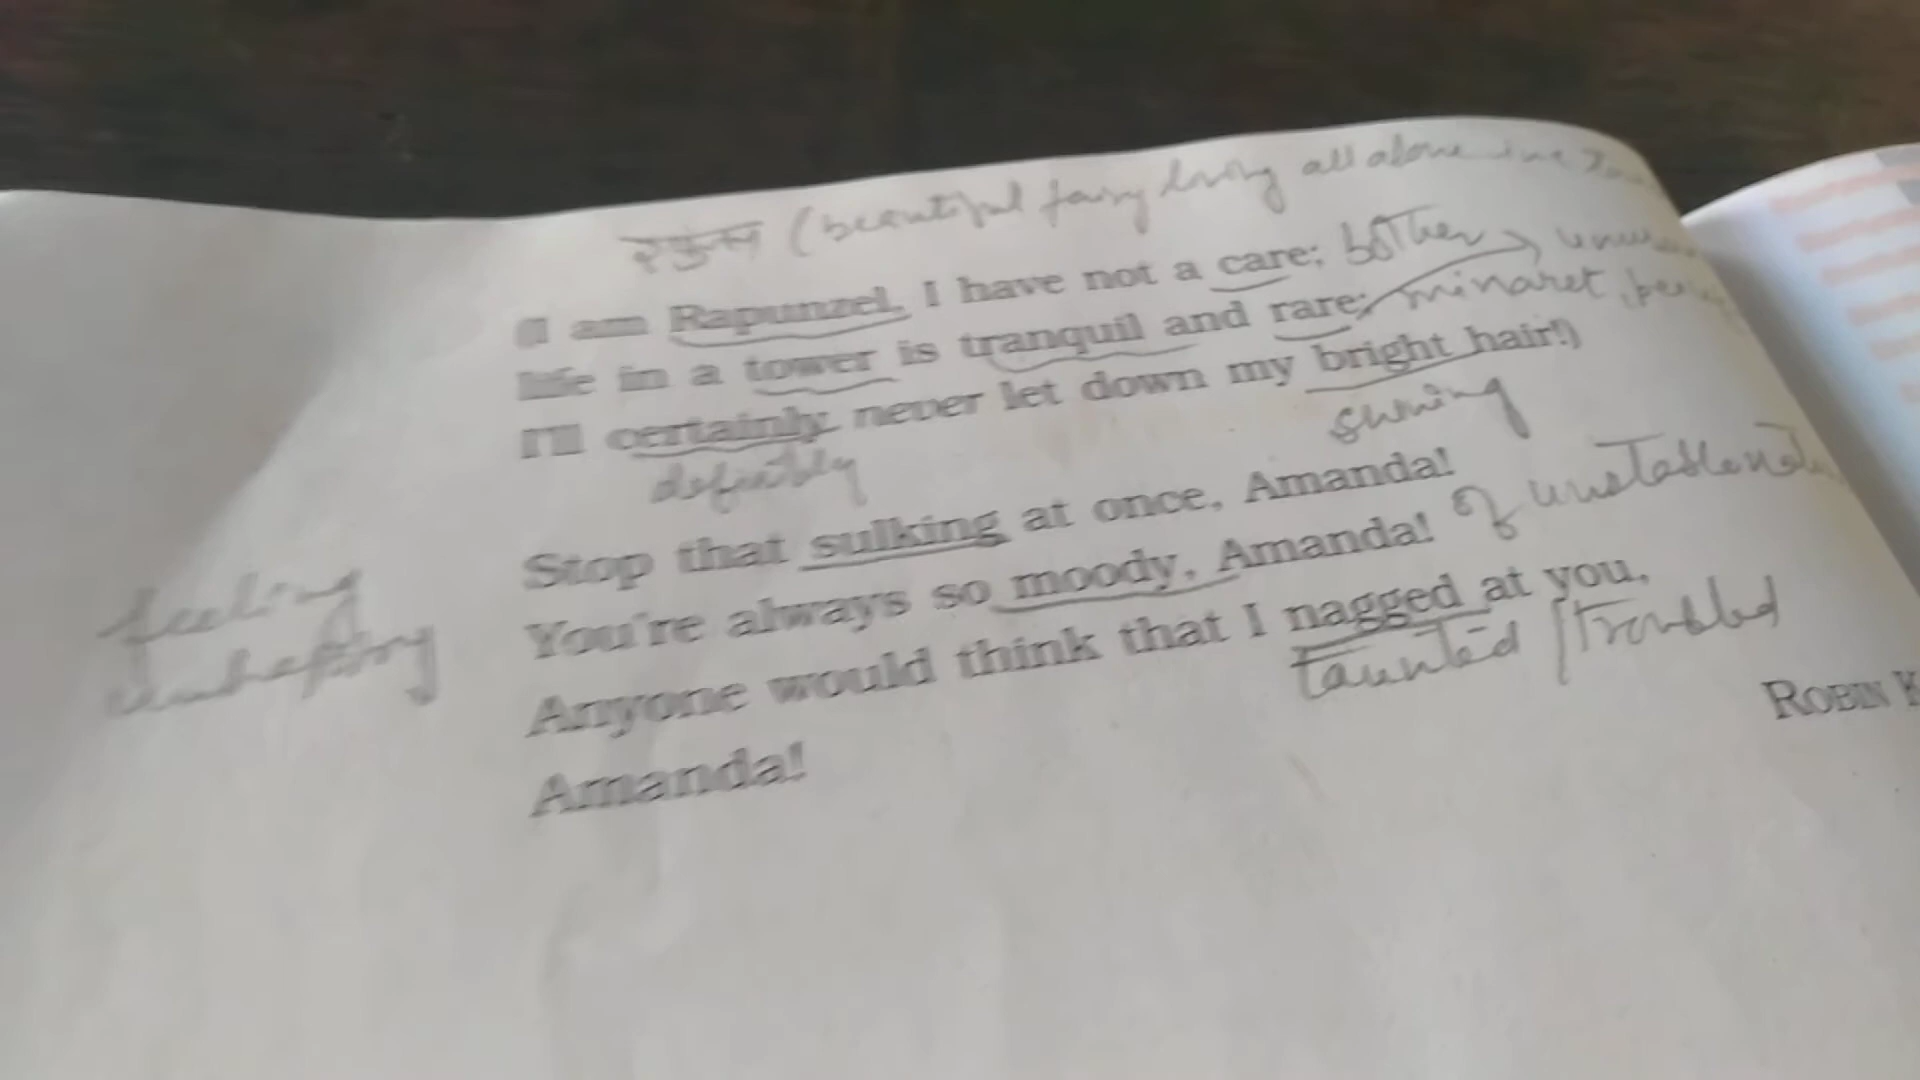 (beautiful fairy living all alone in a
(I am Rapunzel, I have not a care; bother
life in a tower is tranquil and rare; minaret
I'll certainly never let down my bright hair!)
definitely
shining
Stop that sulking at once, Amanda!
You're always so moody, Amanda! of unstable
feeling
unhappy
Anyone would think that I nagged at you,
taunted / troubled
Amanda!
ROBIN